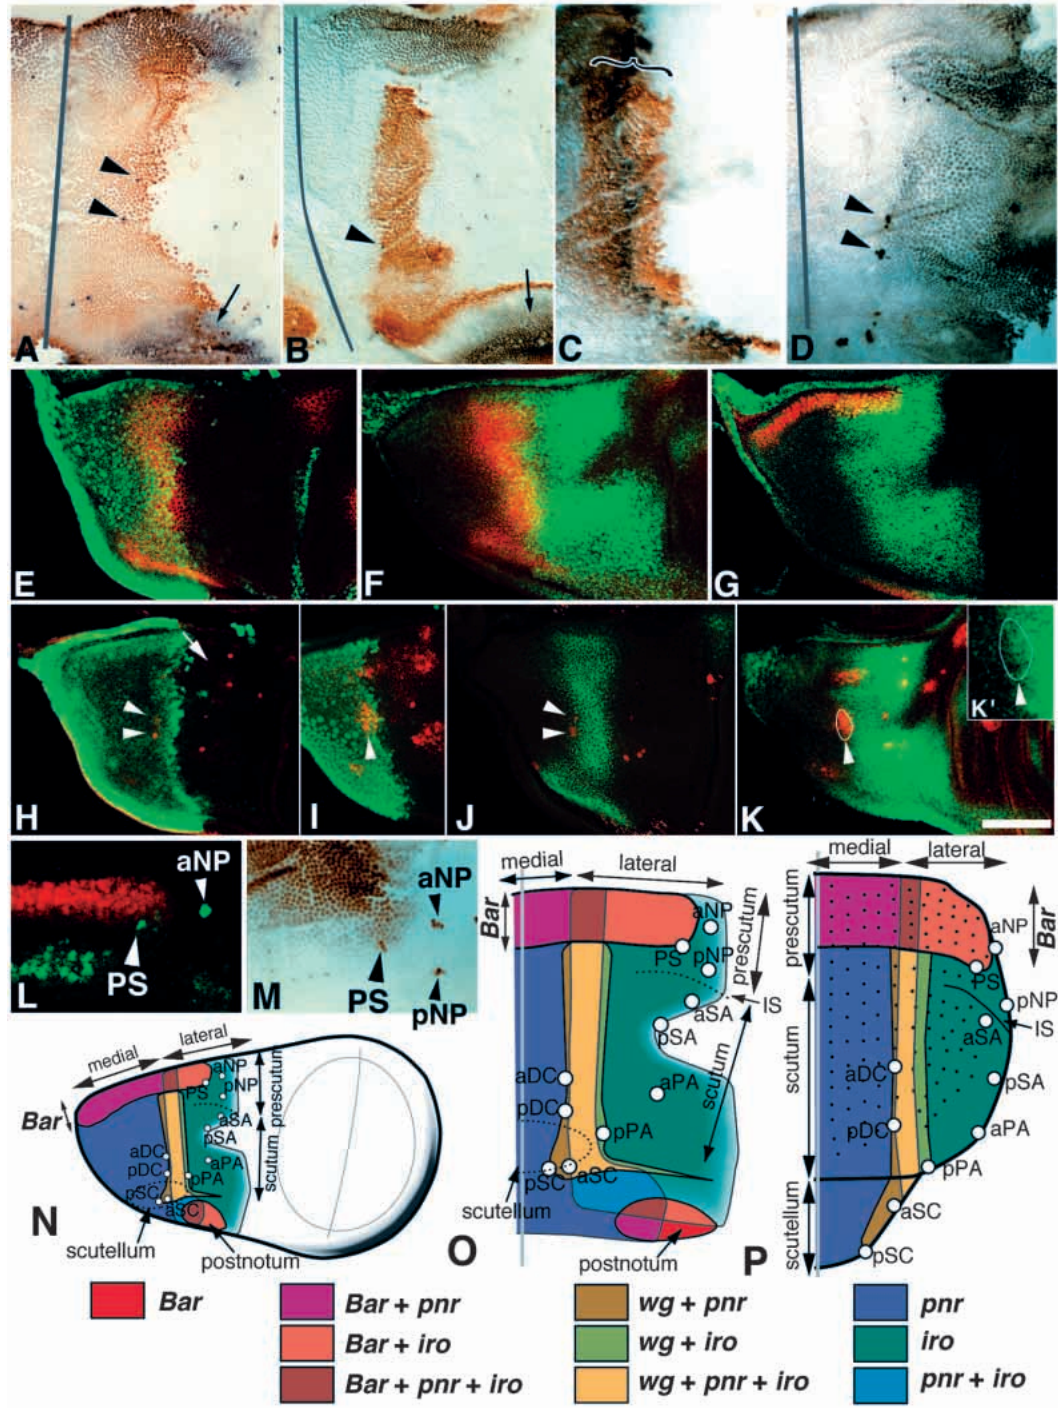 A
B
C
D
E
F
G
H
I
J
K
K'
L
aNP
PS
M
aNP
PS
pNP
N
medial
lateral
Bar
aNP
PS
pNP
aSA
pSA
aDC
aPA
pDC
pPA
pSC
aSC
prescutum
scutum
scutellum
postnotum
O
medial
lateral
Bar
aNP
PS
pNP
prescutum
IS
aSA
pSA
aDC
aPA
pDC
pPA
scutum
pSC
aSC
scutellum
postnotum
P
medial
lateral
prescutum
Bar
aNP
PS
pNP
IS
aSA
scutum
aDC
pSA
pDC
aPA
pPA
scutellum
aSC
pSC
Bar
Bar + pnr
wg + pnr
pnr
Bar + iro
wg + iro
iro
Bar + pnr + iro
wg + pnr + iro
pnr + iro